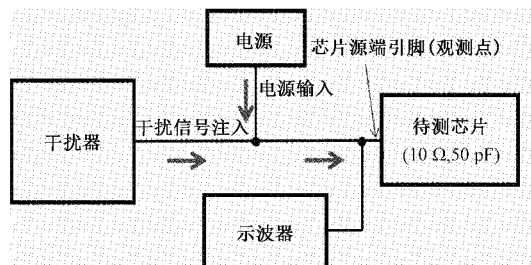 电源
芯片源端引脚(观测点)
电源输入
干扰器
干扰信号注入
待测芯片
(10 Ω,50 pF)
示波器